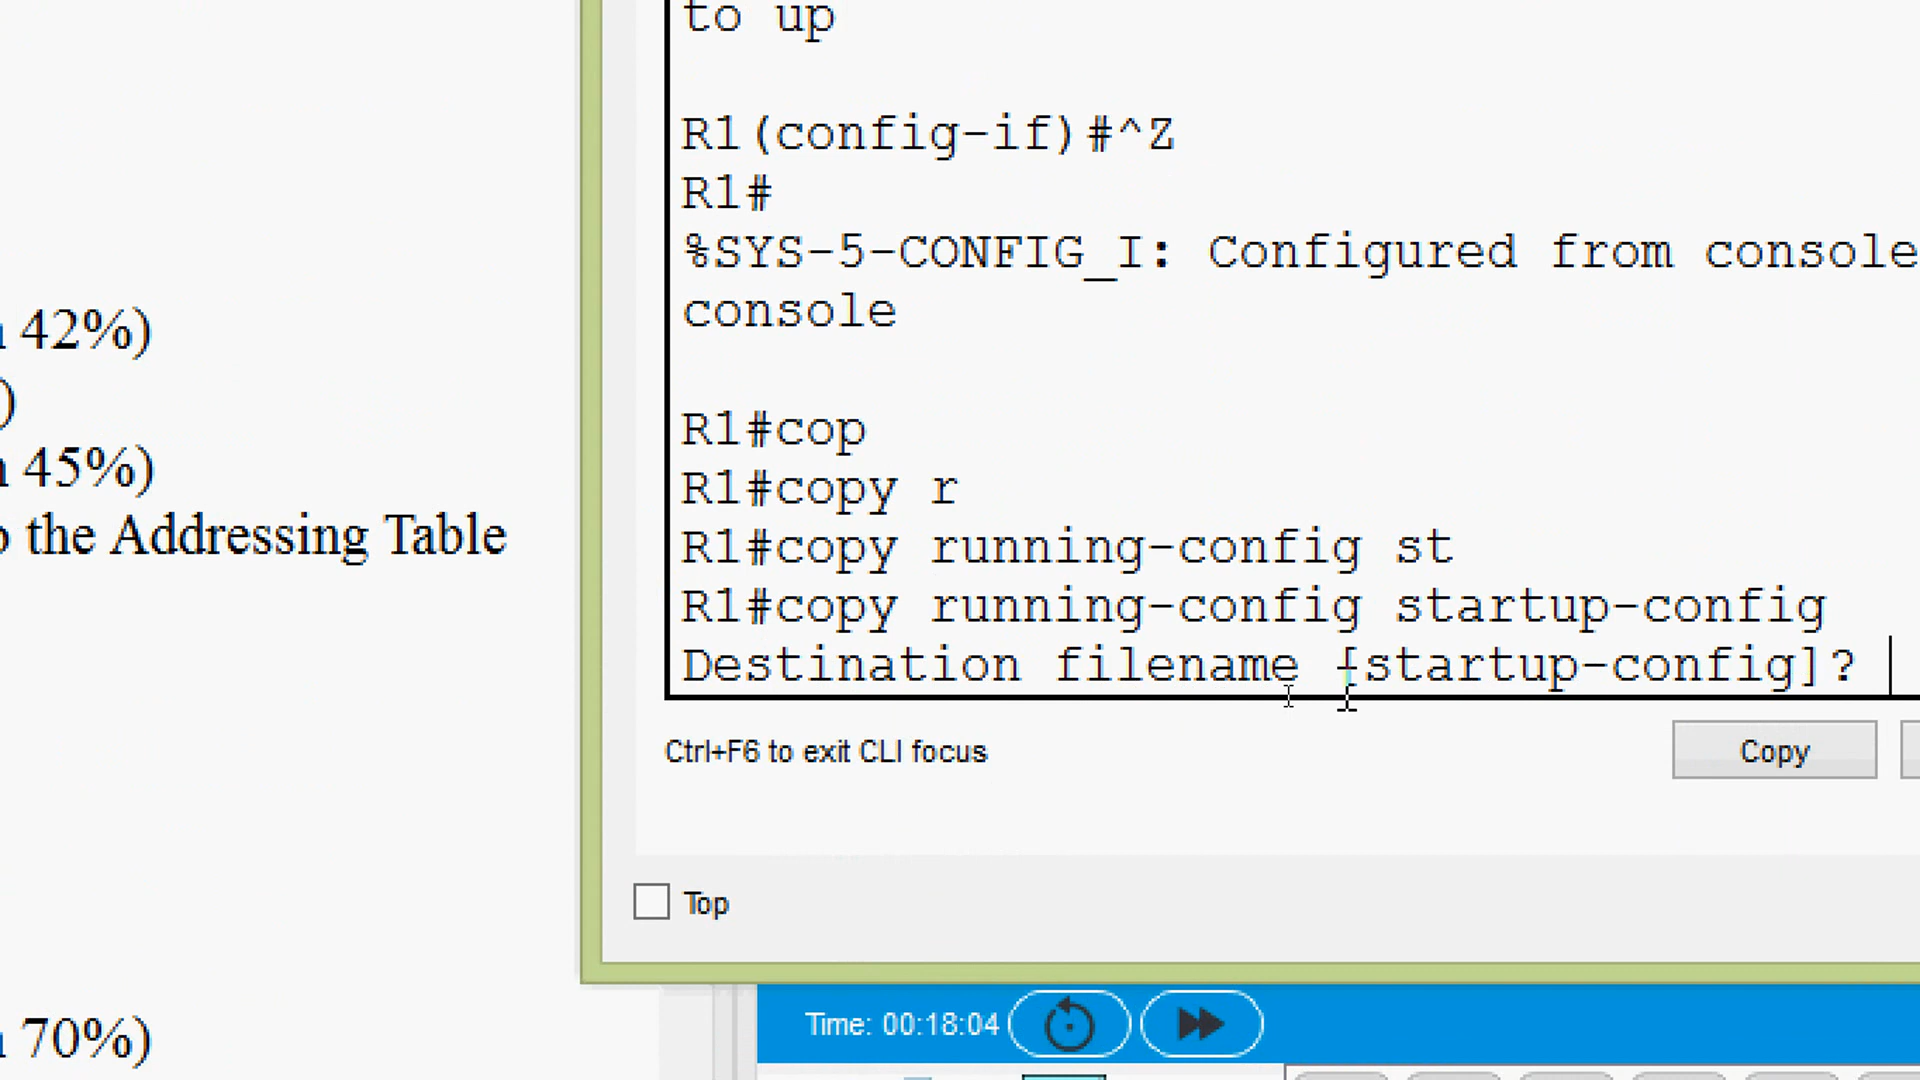 to up
R1(config-if)#^Z
R1#
%SYS-5-CONFIG_I: Configured from console
console
R1#cop
R1#copy r
R1#copy running-config st
R1#copy running-config startup-config
Destination filename [startup-config]?
Ctrl+F6 to exit CLI focus
Copy
Top
42%)
)
45%)
the Addressing Table
70%)
Time: 00:18:04